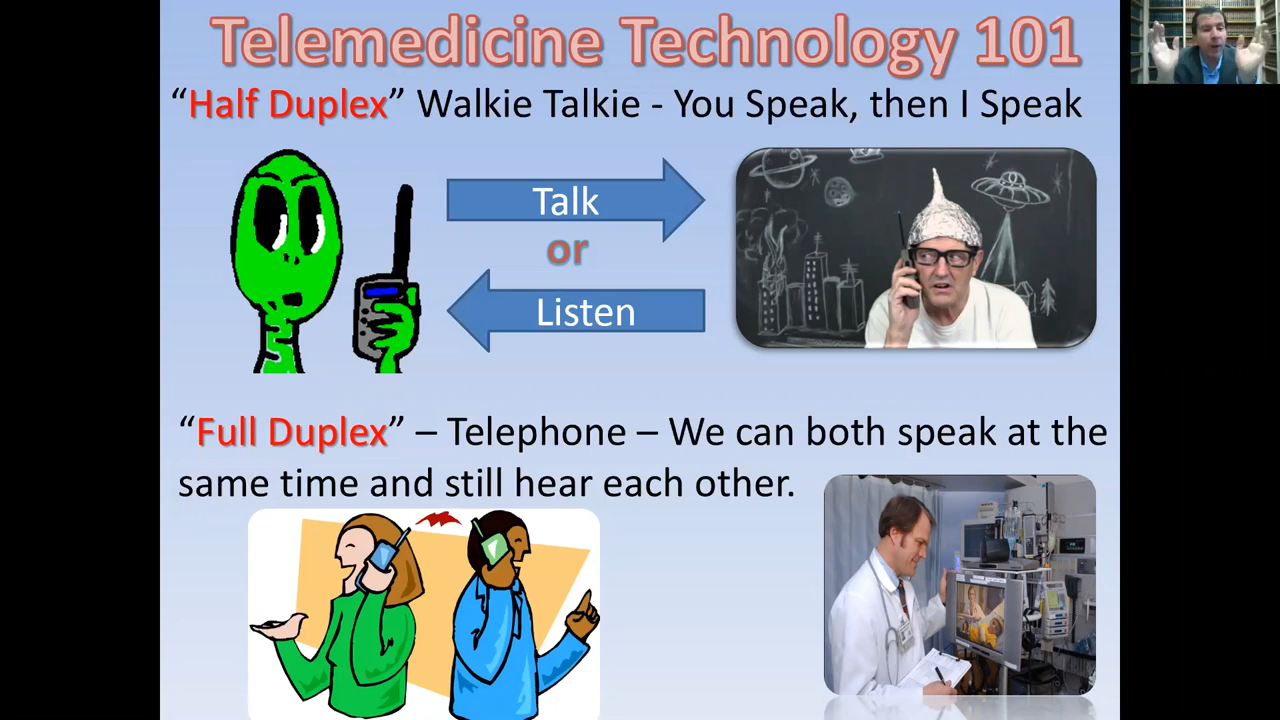 Telemedicine Technology 101
“Half Duplex” Walkie Talkie - You Speak, then I Speak
Talk
or
Listen
“Full Duplex” – Telephone – We can both speak at the
same time and still hear each other.